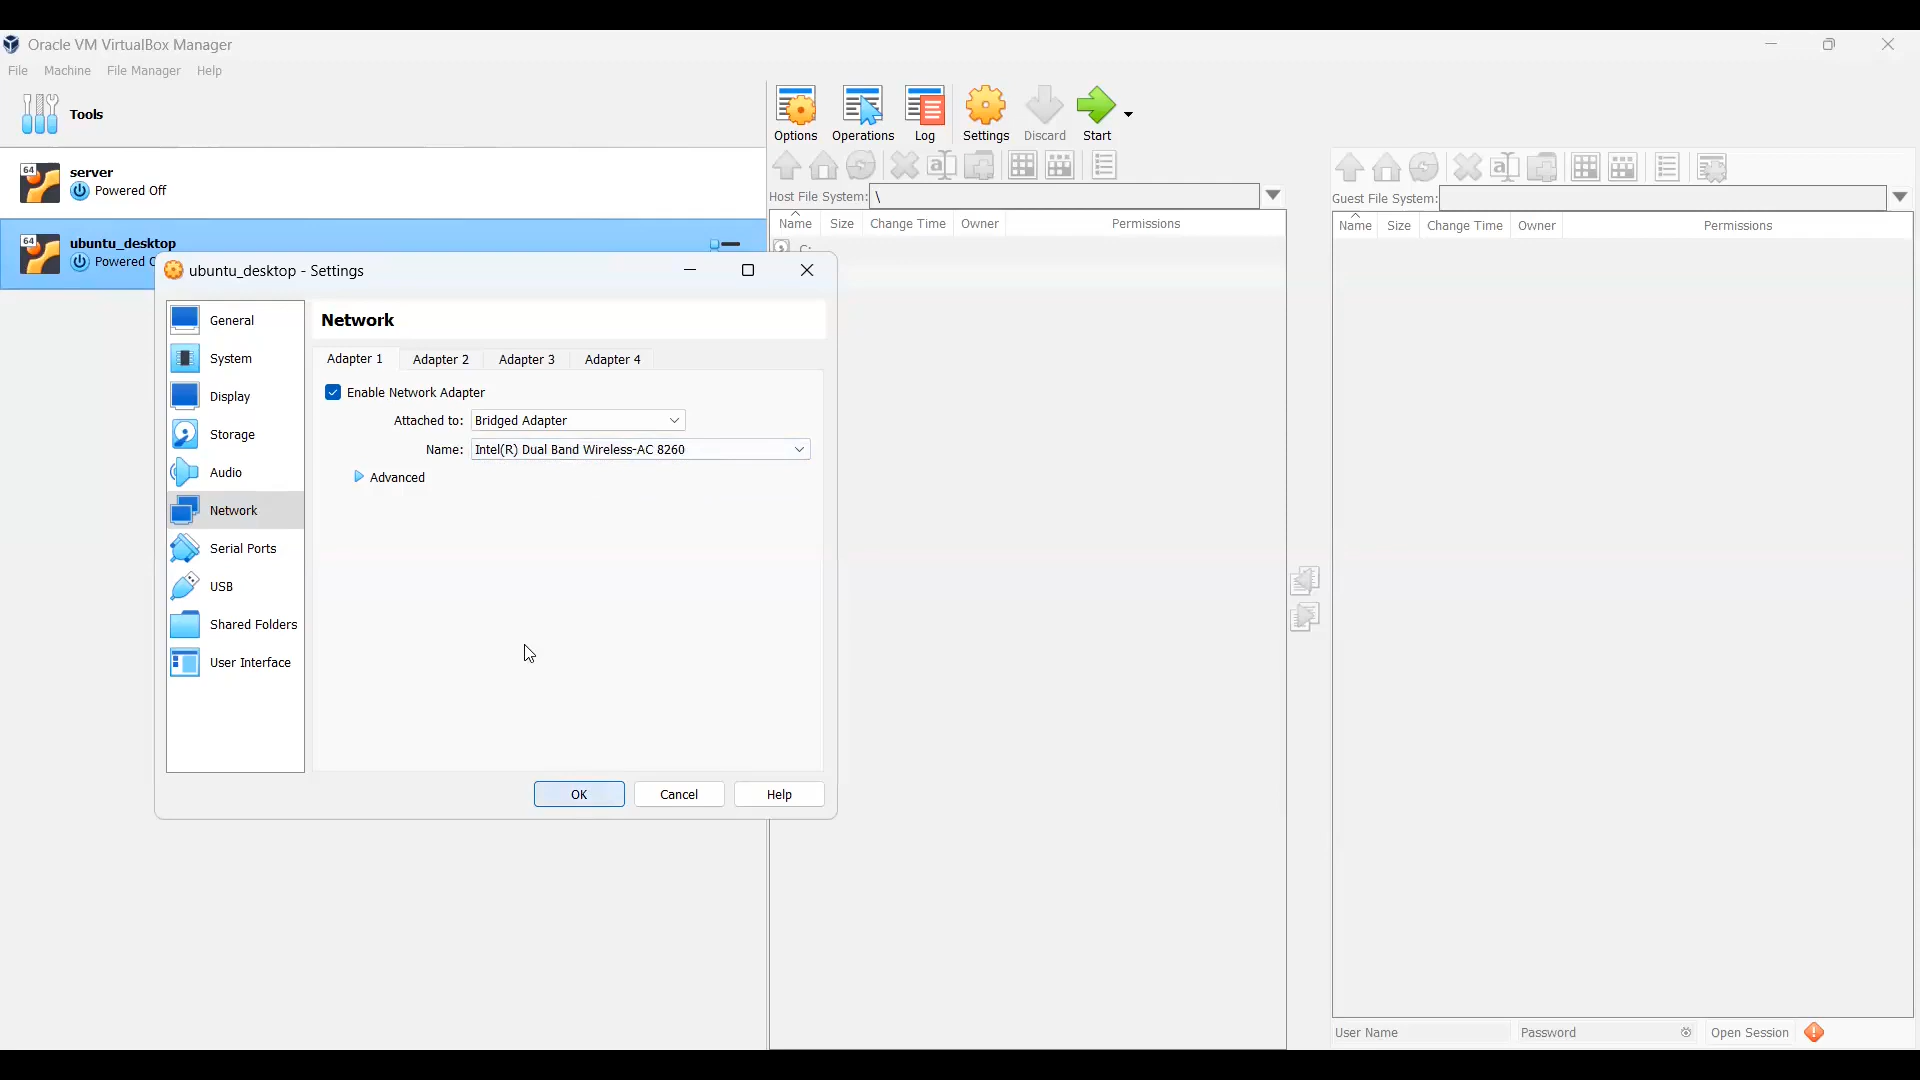 Oracle VM VirtualBox Manager
File Machine File Manager Help
Tools
Options Operations Log Settings Discard Start
64 server
Powered Off
64 ubuntu_desktop
Powered
Host File System: \
Name Size Change Time Owner Permissions
C:
Guest File System:
Name Size Change Time Owner Permissions
ubuntu_desktop - Settings
General
System
Display
Storage
Audio
Network
Serial Ports
USB
Shared Folders
User Interface
Network
Adapter 1 Adapter 2 Adapter 3 Adapter 4
Enable Network Adapter
Attached to: Bridged Adapter
Name: Intel(R) Dual Band Wireless-AC 8260
Advanced
OK Cancel Help
User Name Password Open Session